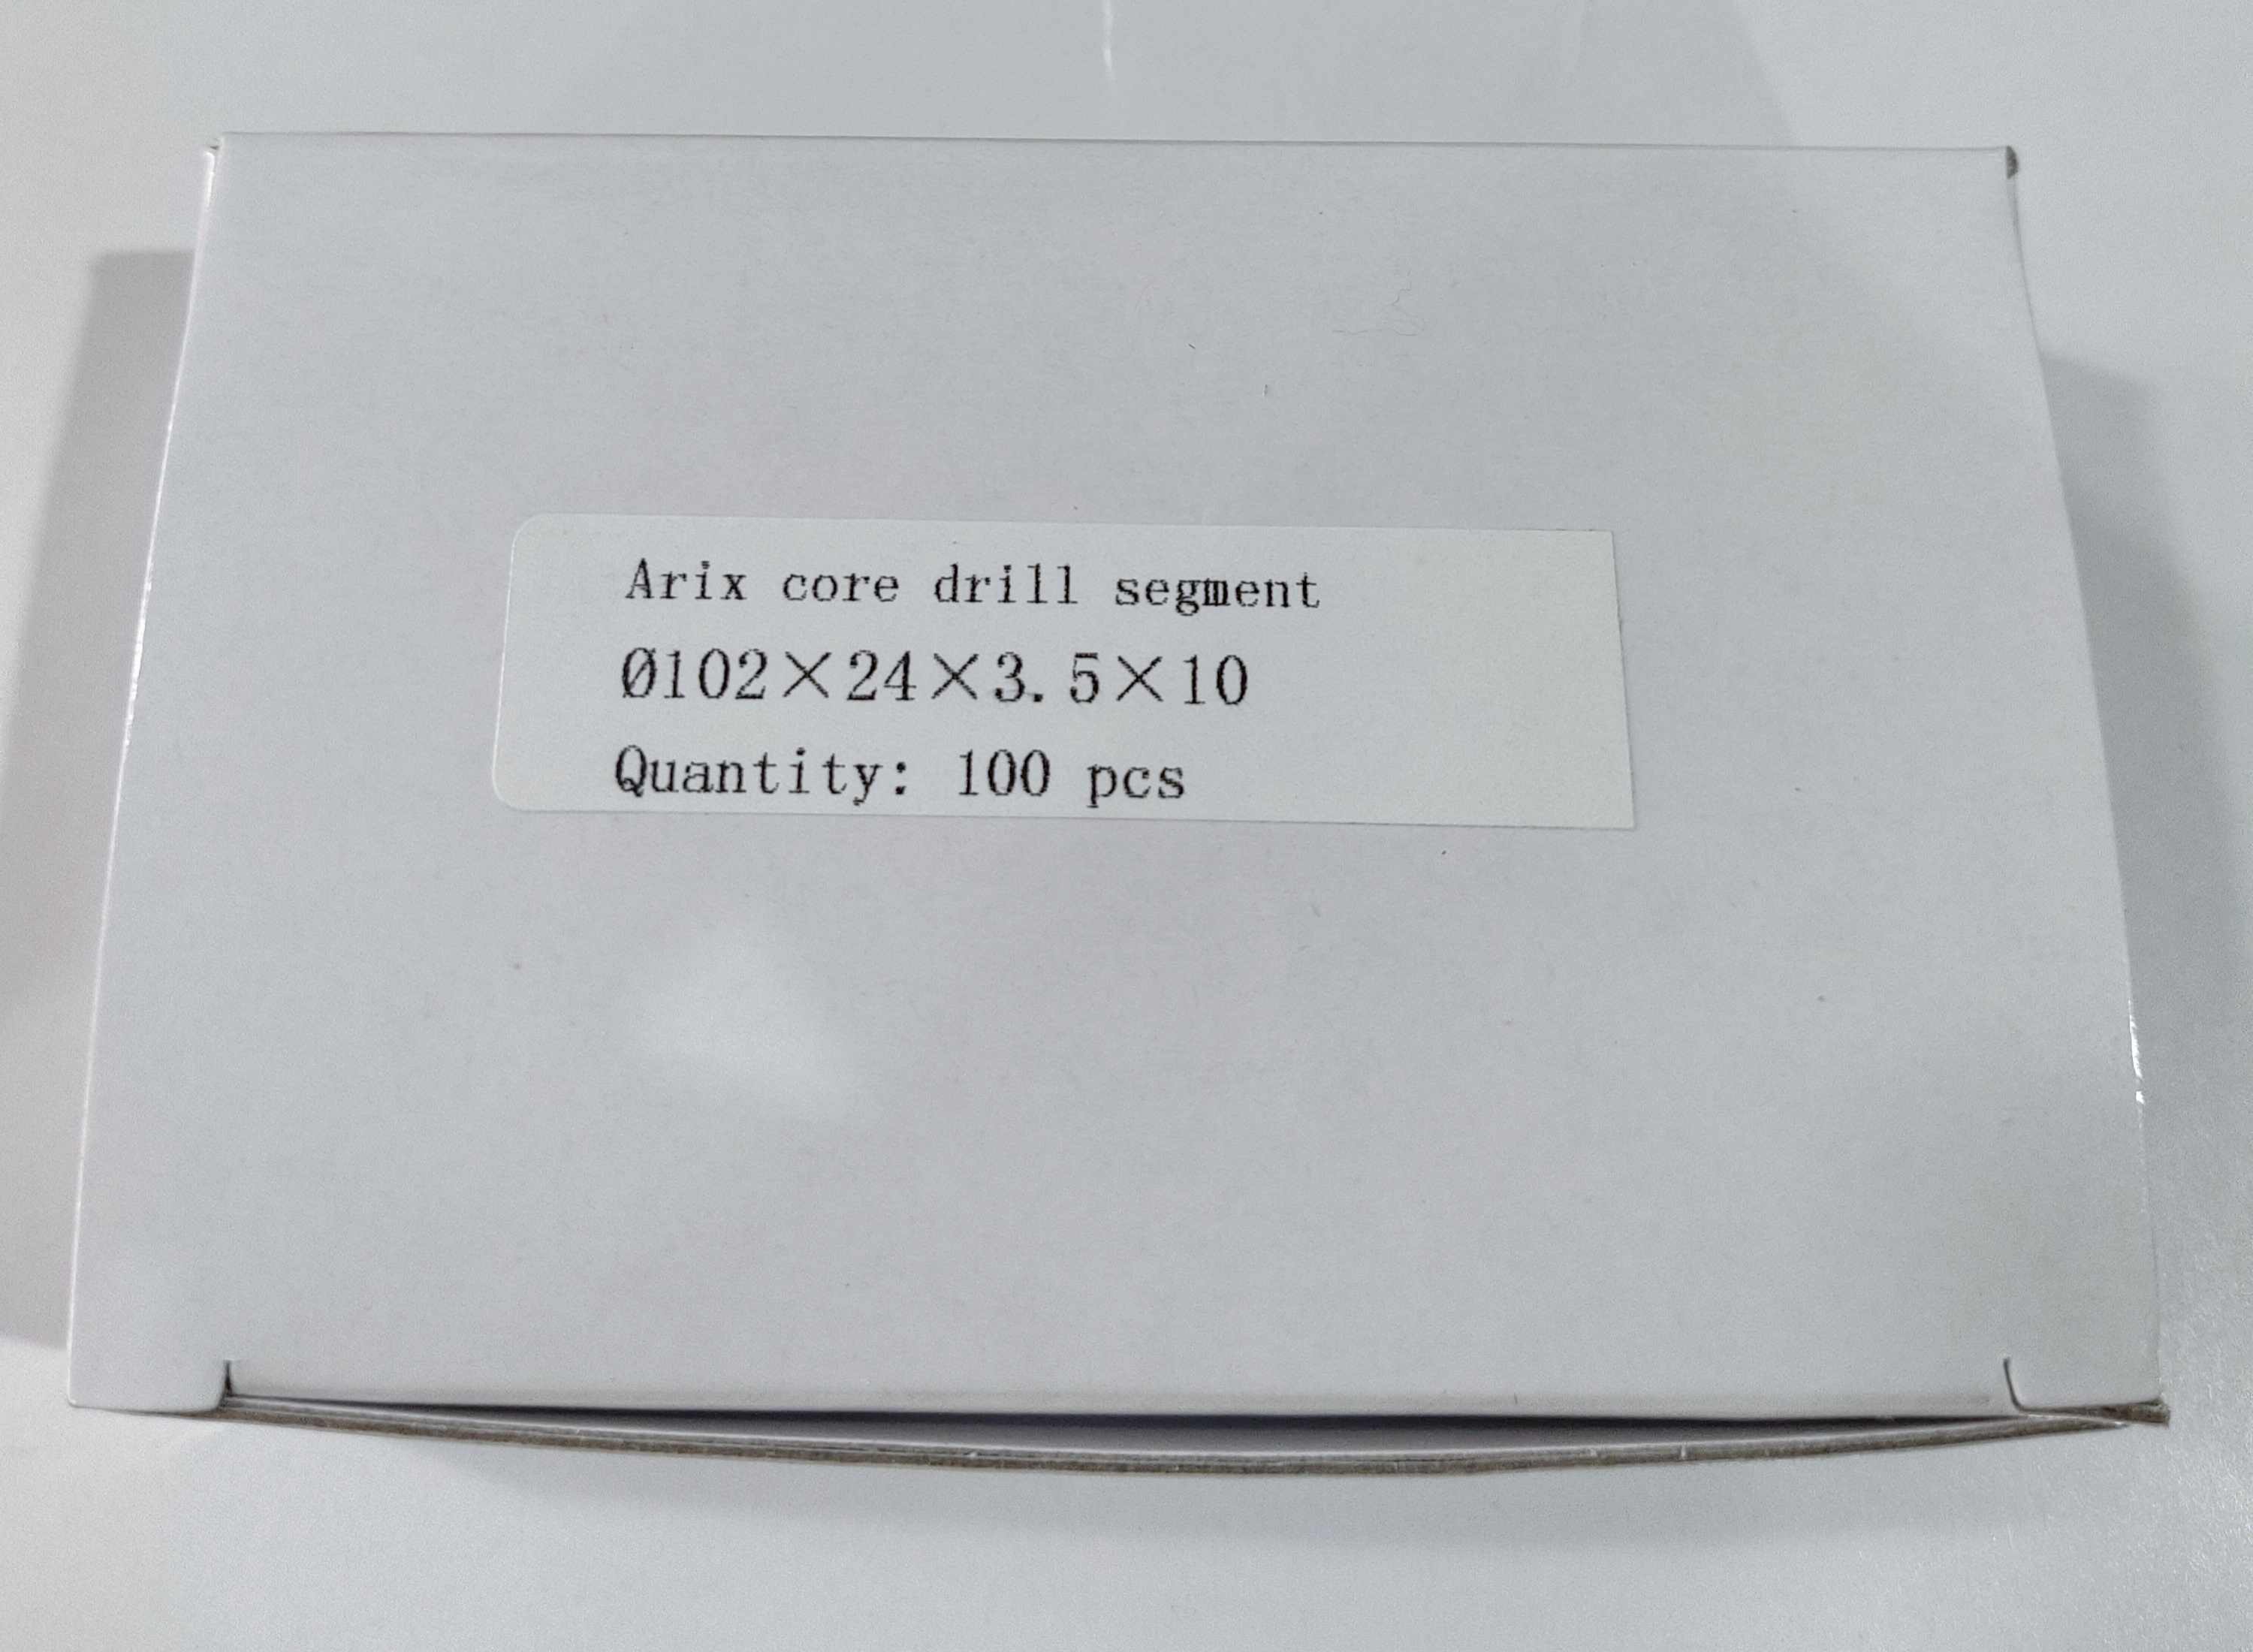 Arix core drill segment
Ø102×24×3.5×10
Quantity: 100 pcs